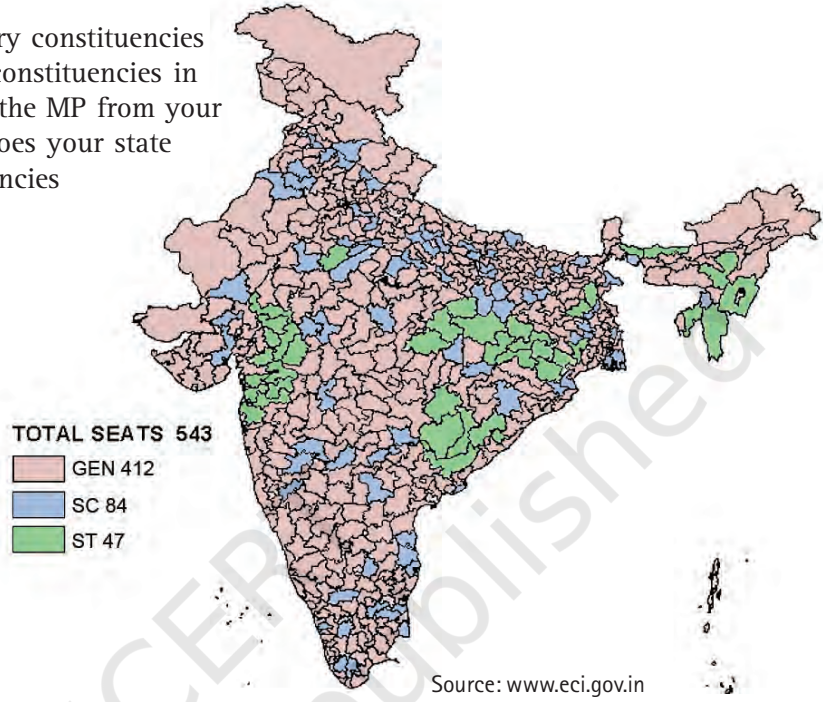 ry constituencies
constituencies in
the MP from your
oes your state
ncies
TOTAL SEATS 543
GEN 412
SC 84
ST 47
Source: www.eci.gov.in